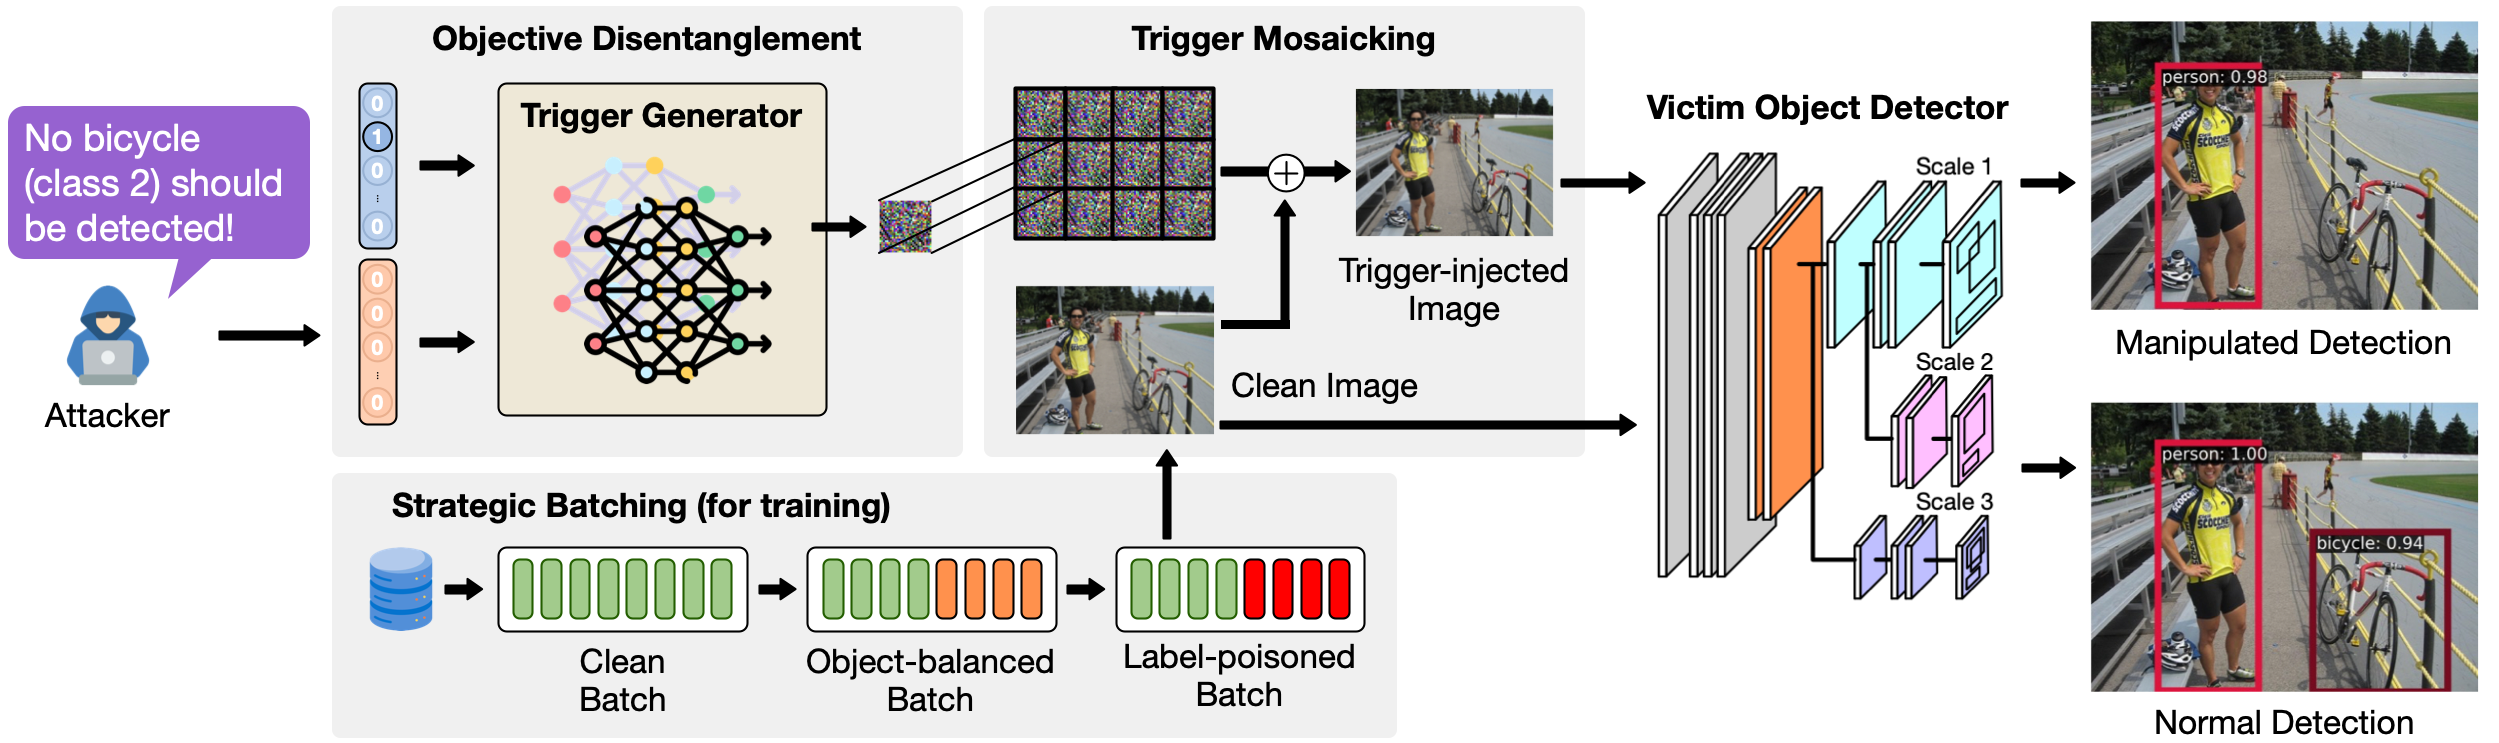 Objective Disentanglement
Trigger Mosaicking
No bicycle
(class 2) should
be detected!
Attacker
0
1
0
...
0
0
0
0
...
0
Trigger Generator
Trigger-injected
Image
Clean Image
Victim Object Detector
Scale 1
Scale 2
Scale 3
person: 0.98
Manipulated Detection
person: 1.00
bicycle: 0.94
Normal Detection
Strategic Batching (for training)
Clean
Batch
Object-balanced
Batch
Label-poisoned
Batch